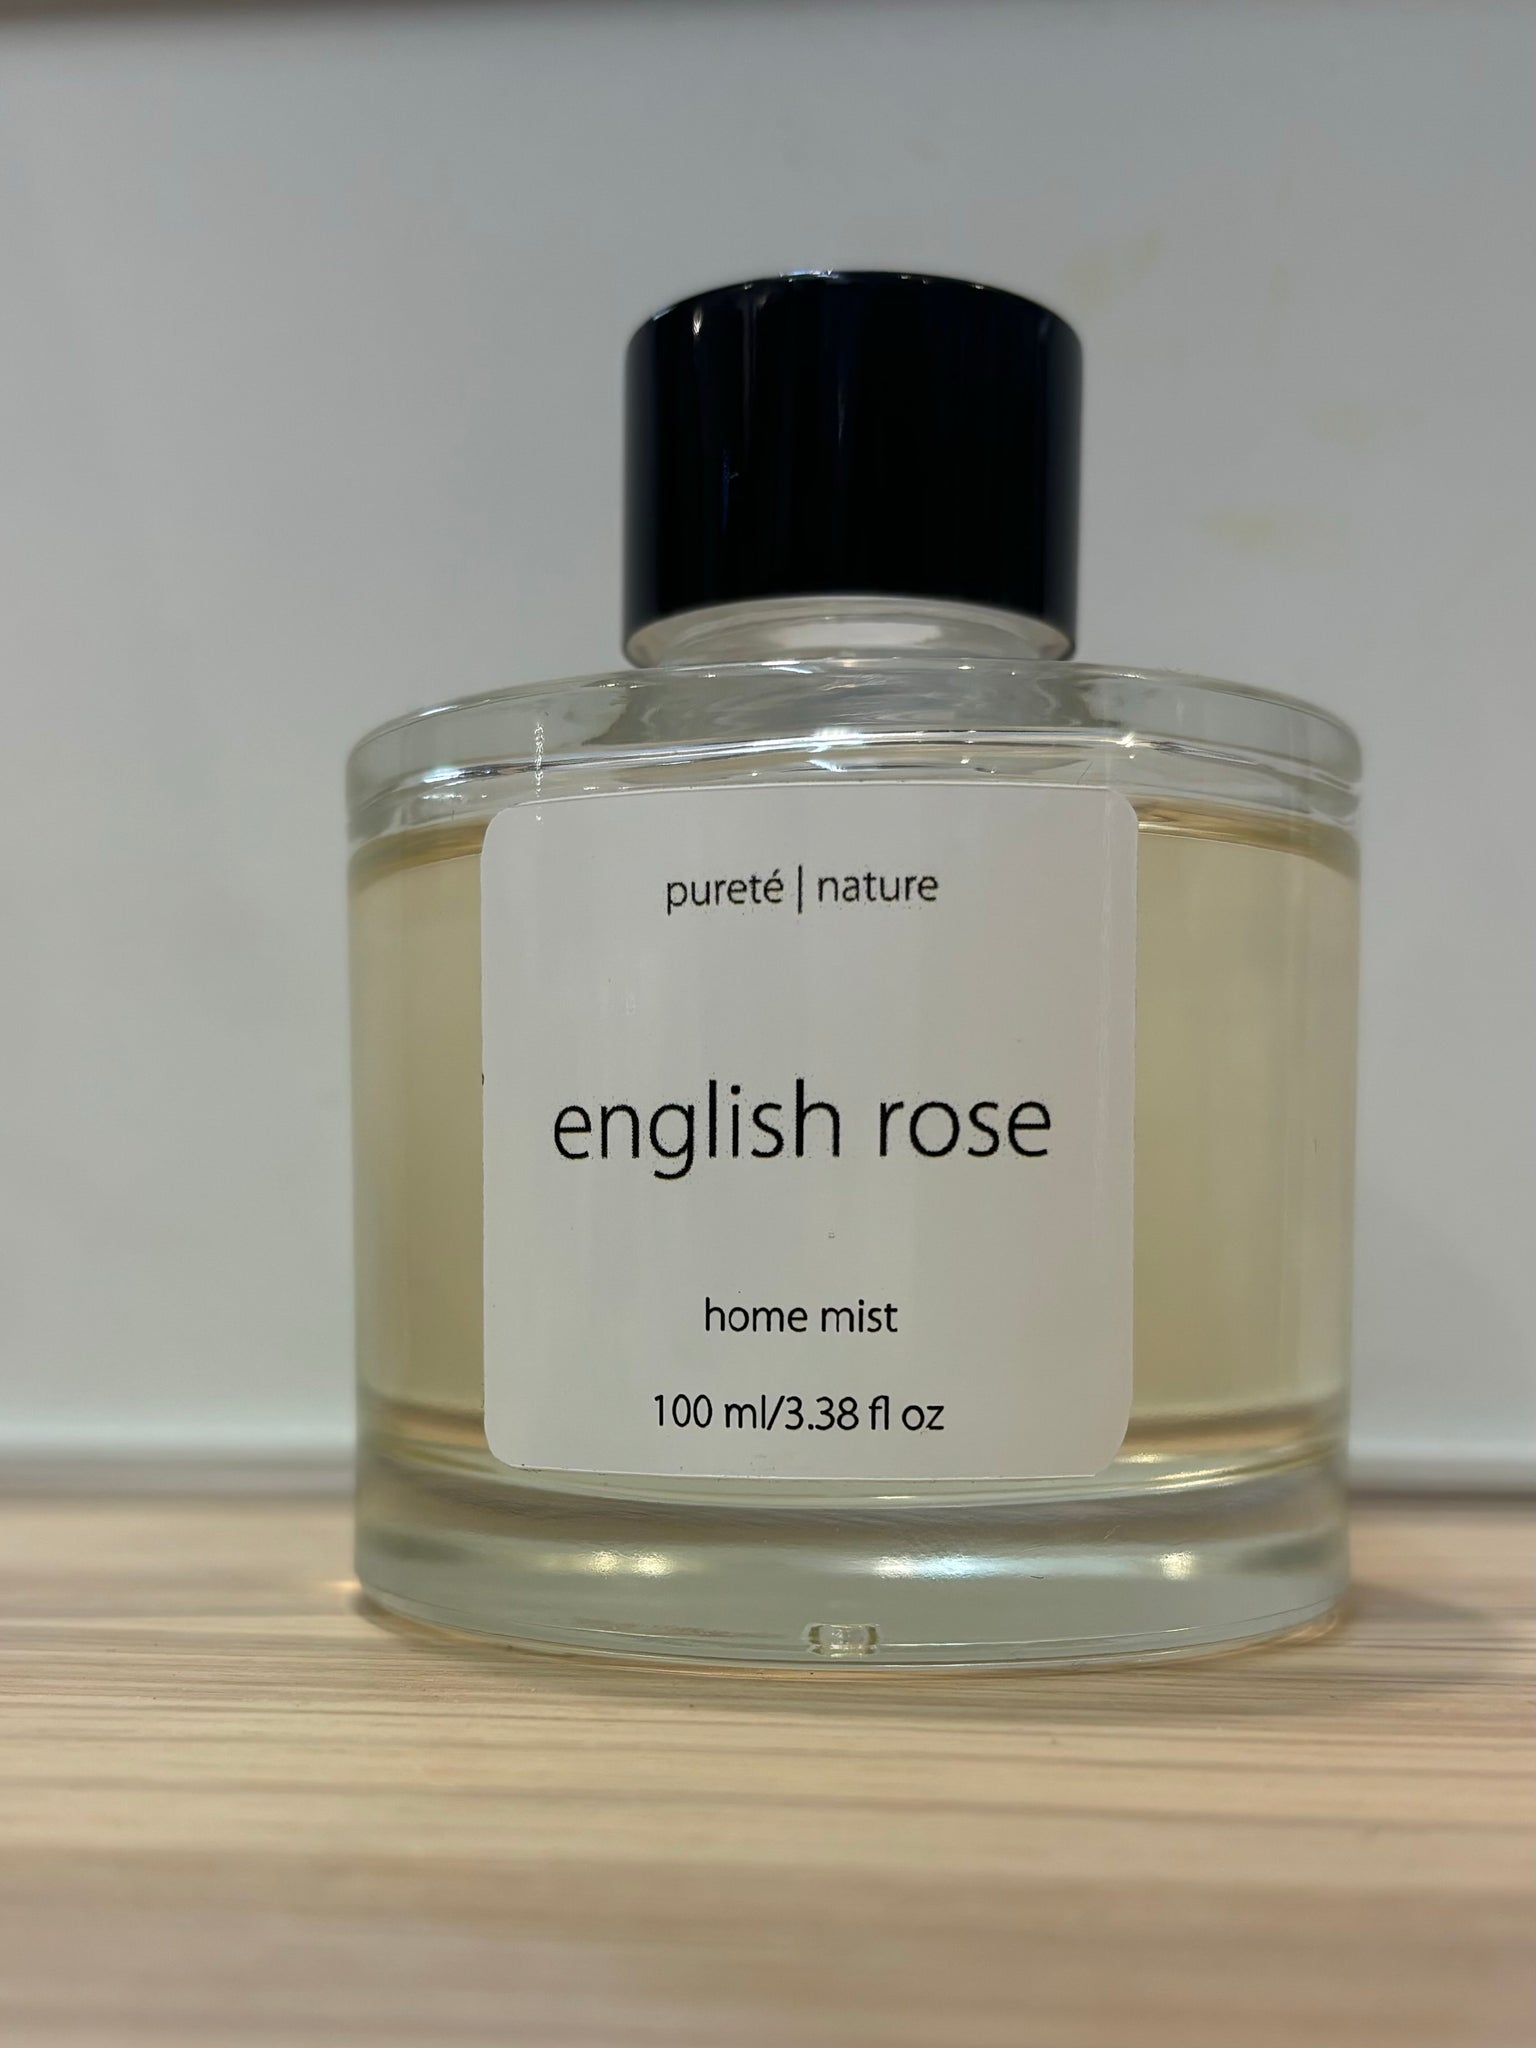 pureté | nature
english rose
home mist
100 ml/3.38 fl oz